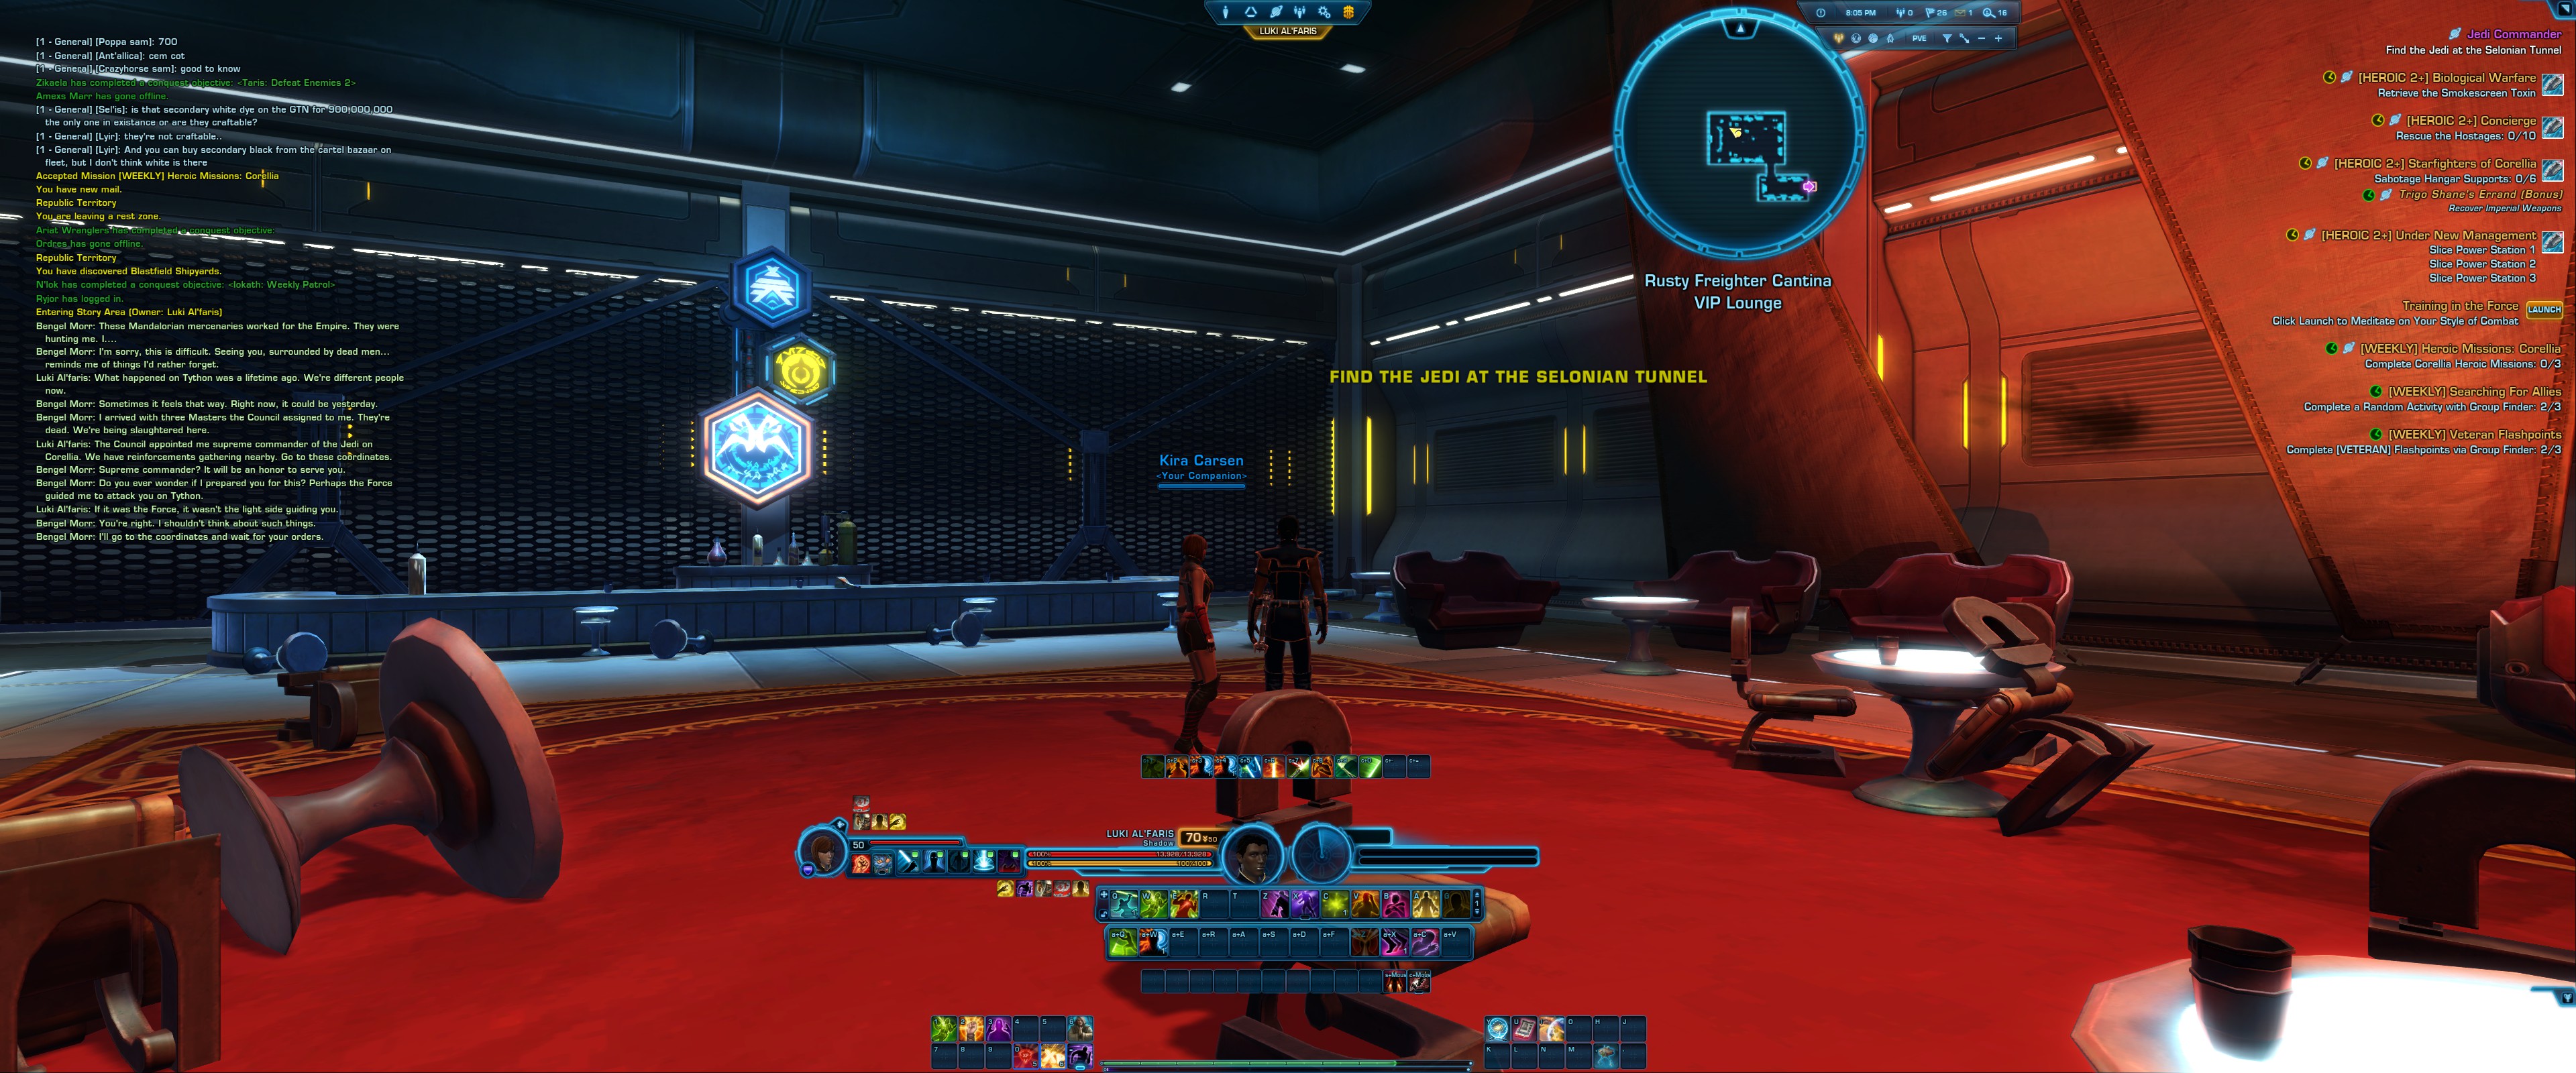 [1 - General] [Poppa sam]: 700
[1 - General] [Ant'allica]: cem cot
[1 - General] [Crazyhorse sam]: good to know
Zikaela has completed a conquest objective: <Taris: Defeat Enemies 2>
Amexs Marr has gone offline.
[1 - General] [Sel'is]: is that secondary white dye on the GTN for 900,000,000
the only one in existance or are they craftable?
[1 - General] [Lyir]: they're not craftable..
[1 - General] [Lyir]: And you can buy secondary black from the cartel bazaar on
fleet, but I don't think white is there
Accepted Mission [WEEKLY] Heroic Missions: Corellia
You have new mail.
Republic Territory
You are leaving a rest zone.
Ariat Wranglers has completed a conquest objective:
Ordres has gone offline.
Republic Territory
You have discovered Blastfield Shipyards.
N'lok has completed a conquest objective: <Iokath: Weekly Patrol>
Ryjor has logged in.
Entering Story Area (Owner: Luki Al'faris)
Bengel Morr: These Mandalorian mercenaries worked for the Empire. They were
hunting me. I....
Bengel Morr: I'm sorry, this is difficult. Seeing you, surrounded by dead men...
reminds me of things I'd rather forget.
Luki Al'faris: What happened on Tython was a lifetime ago. We're different people
now.
Bengel Morr: Sometimes it feels that way. Right now, it could be yesterday.
Bengel Morr: I arrived with three Masters the Council assigned to me. They're
dead. We're being slaughtered here.
Luki Al'faris: The Council appointed me supreme commander of the Jedi on
Corellia. We have reinforcements gathering nearby. Go to these coordinates.
Bengel Morr: Supreme commander? It will be an honor to serve you.
Bengel Morr: Do you ever wonder if I prepared you for this? Perhaps the Force
guided me to attack you on Tython.
Luki Al'faris: If it was the Force, it wasn't the light side guiding you.
Bengel Morr: You're right. I shouldn't think about such things.
Bengel Morr: I'll go to the coordinates and wait for your orders.
LUKI AL'FARIS
8:05 PM 0 26 1 16
PVE
Rusty Freighter Cantina
VIP Lounge
FIND THE JEDI AT THE SELONIAN TUNNEL
Kira Carsen
<Your Companion>
Jedi Commander
Find the Jedi at the Selonian Tunnel
[HEROIC 2+] Biological Warfare
Retrieve the Smokescreen Toxin
[HEROIC 2+] Concierge
Rescue the Hostages: 0/10
[HEROIC 2+] Starfighters of Corellia
Sabotage Hangar Supports: 0/6
Trigo Shane's Errand (Bonus)
Recover Imperial Weapons
[HEROIC 2+] Under New Management
Slice Power Station 1
Slice Power Station 2
Slice Power Station 3
Training in the Force
LAUNCH
Click Launch to Meditate on Your Style of Combat
[WEEKLY] Heroic Missions: Corellia
Complete Corellia Heroic Missions: 0/3
[WEEKLY] Searching For Allies
Complete a Random Activity with Group Finder: 2/3
[WEEKLY] Veteran Flashpoints
Complete [VETERAN] Flashpoints via Group Finder: 2/3
LUKI AL'FARIS
Shadow
70 50
50
100% 13,928/13,928
100% 100/100
R T Z X C V B A
a+Q a+W a+E a+R a+A a+S a+D a+F a+X a+C a+V
4 5
7 8 9
U O H J
K L N M